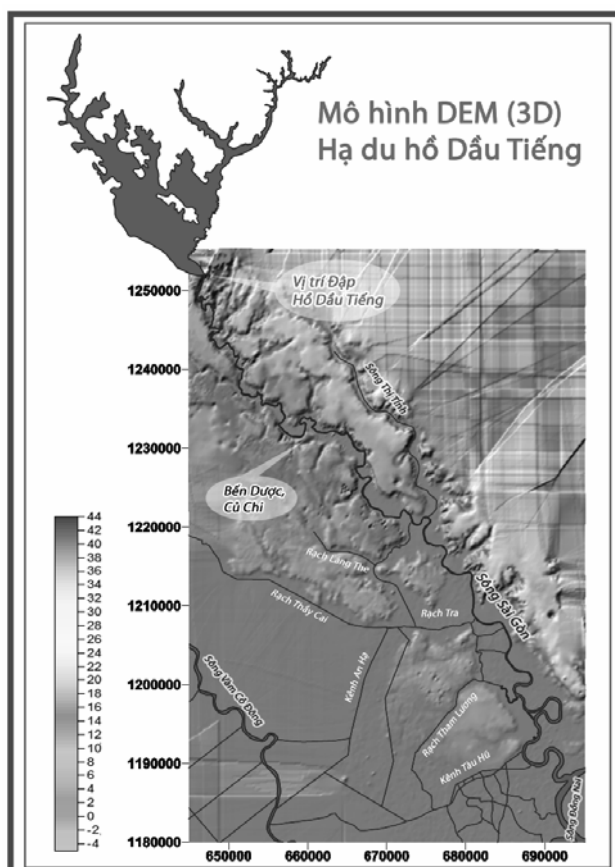 Mô hình DEM (3D)
Hạ du hồ Dầu Tiếng
Vị trí Đập
Hồ Dầu Tiếng
1250000
1240000
1230000
1220000
1210000
1200000
1190000
1180000
Sông Thị Tính
Bến Dược,
Củ Chi
44
42
40
38
36
34
32
30
28
26
24
22
20
18
16
14
12
10
8
6
4
2
0
-2
-4
Rạch Láng The
Rạch Thầy Cai
Rạch Tra
Sông Sài Gòn
Kênh An Hạ
Sông Vàm Cỏ Đông
Rạch Tham Lương
Kênh Tàu Hũ
Sông Đồng Nai
650000
660000
670000
680000
690000